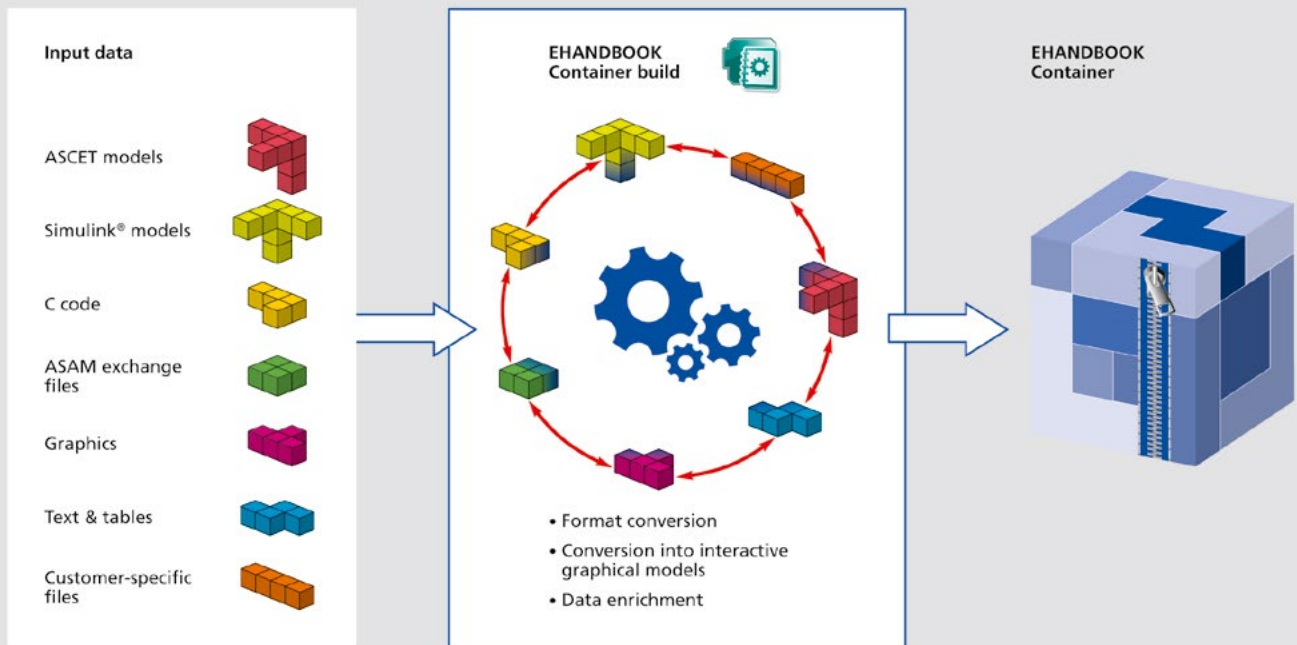 Input data
ASCET models
Simulink® models
C code
ASAM exchange
files
Graphics
Text & tables
Customer-specific
files
EHANDBOOK
Container build
• Format conversion
• Conversion into interactive
graphical models
• Data enrichment
EHANDBOOK
Container